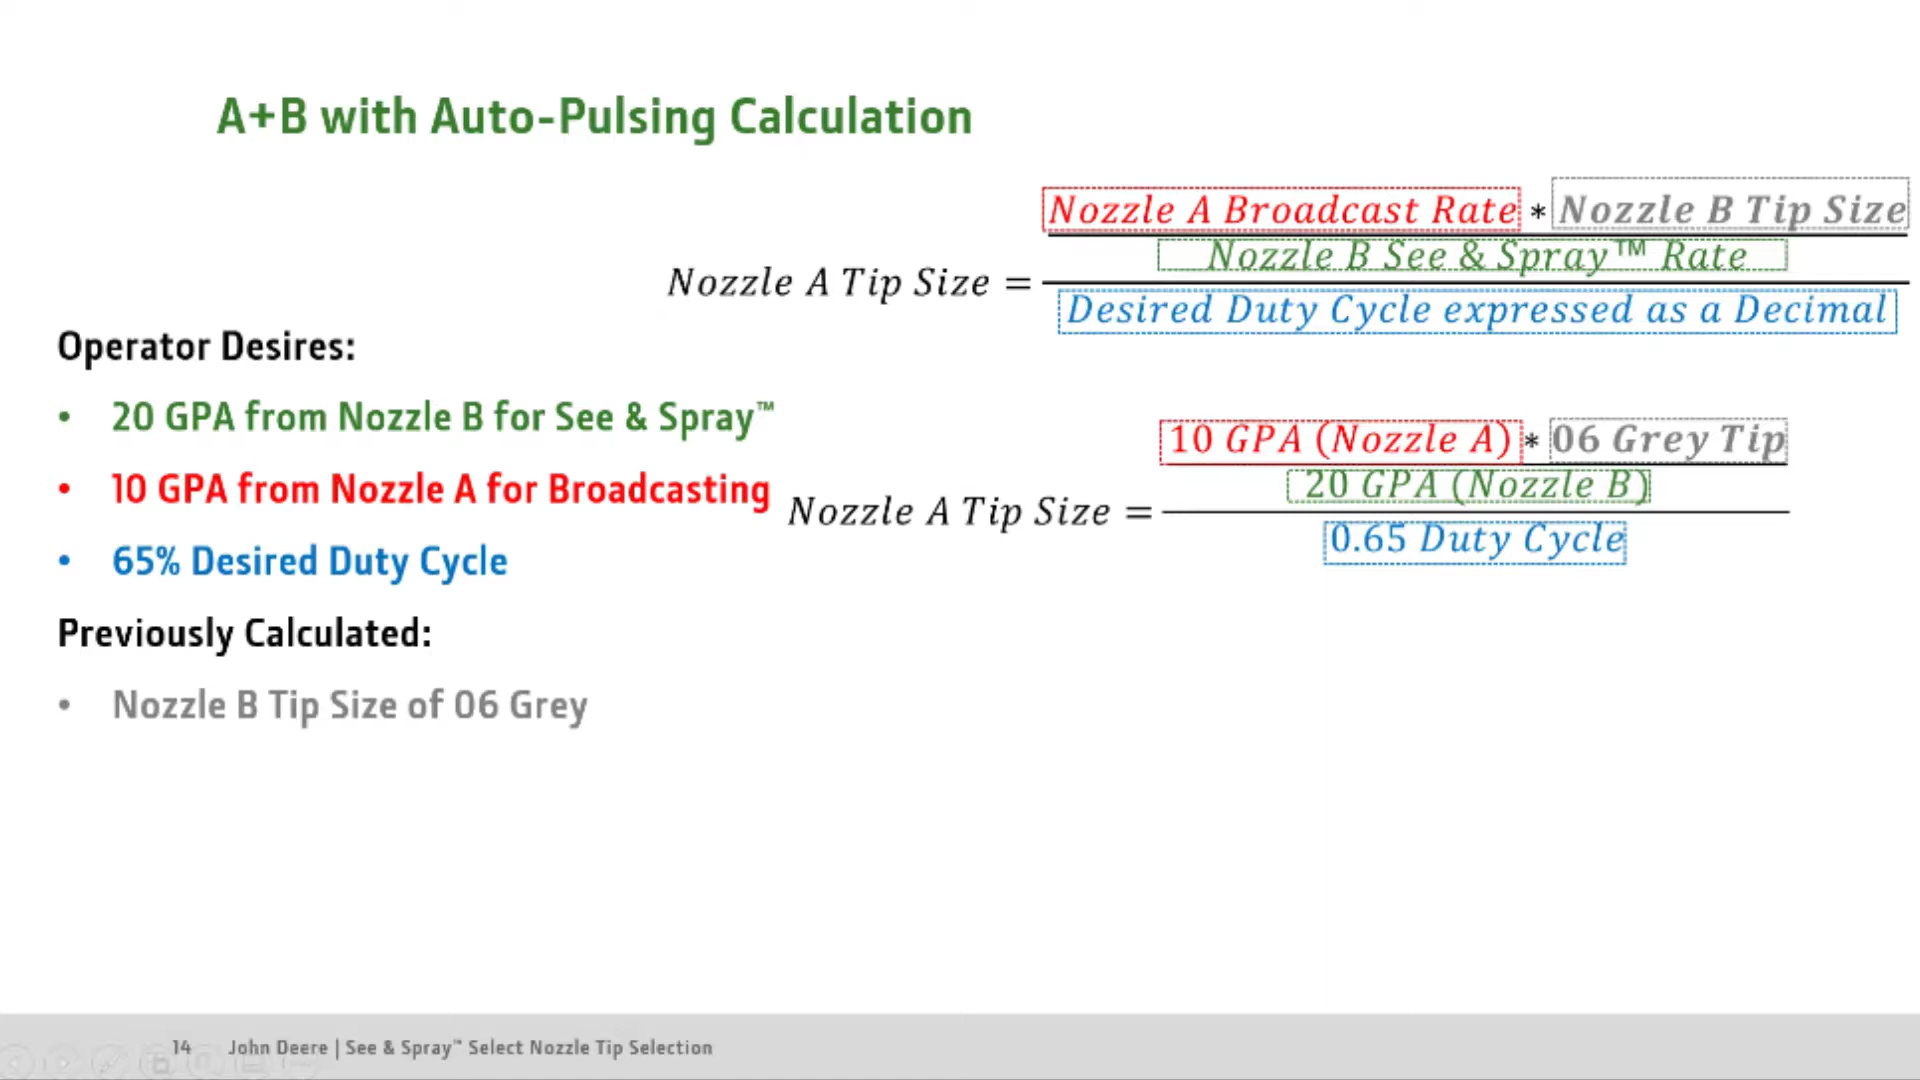 A+B with Auto-Pulsing Calculation
Nozzle A Broadcast Rate * Nozzle B Tip Size
Nozzle B See & Spray™ Rate
Nozzle A Tip Size =
Desired Duty Cycle expressed as a Decimal
Operator Desires:
• 20 GPA from Nozzle B for See & Spray™
• 10 GPA from Nozzle A for Broadcasting
• 65% Desired Duty Cycle
10 GPA (Nozzle A) * 06 Grey Tip
20 GPA (Nozzle B)
Nozzle A Tip Size =
0.65 Duty Cycle
Previously Calculated:
• Nozzle B Tip Size of 06 Grey
14 John Deere | See & Spray™ Select Nozzle Tip Selection